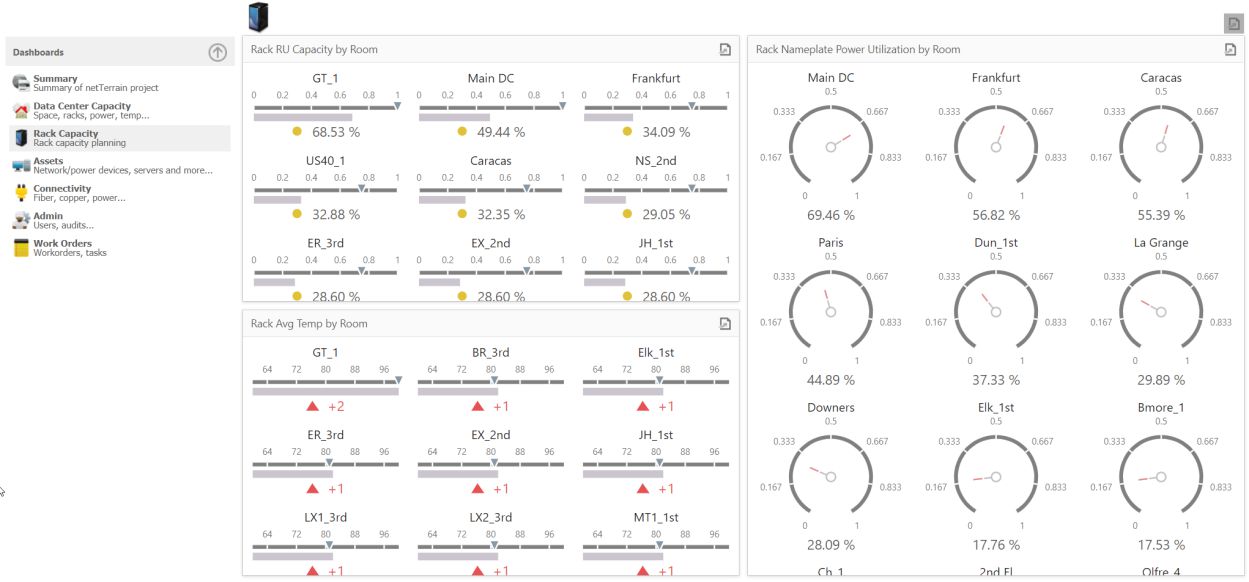 Dashboards
Summary
Summary of netTerrain project
Data Center Capacity
Space, racks, power, temp...
Rack Capacity
Rack capacity planning
Assets
Network/power devices, servers and more...
Connectivity
Fiber, copper, power...
Admin
Users, audits...
Work Orders
Workorders, tasks
Rack RU Capacity by Room
GT_1 Main DC Frankfurt
0 0.2 0.4 0.6 0.8 1 0 0.2 0.4 0.6 0.8 1 0 0.2 0.4 0.6 0.8 1
68.53 % 49.44 % 34.09 %
US40_1 Caracas NS_2nd
0 0.2 0.4 0.6 0.8 1 0 0.2 0.4 0.6 0.8 1 0 0.2 0.4 0.6 0.8 1
32.88 % 32.35 % 29.05 %
ER_3rd EX_2nd JH_1st
0 0.2 0.4 0.6 0.8 1 0 0.2 0.4 0.6 0.8 1 0 0.2 0.4 0.6 0.8 1
28.60 % 28.60 % 28.60 %
Rack Avg Temp by Room
GT_1 BR_3rd Elk_1st
64 72 80 88 96 64 72 80 88 96 64 72 80 88 96
+2 +1 +1
ER_3rd EX_2nd JH_1st
64 72 80 88 96 64 72 80 88 96 64 72 80 88 96
+1 +1 +1
LX1_3rd LX2_3rd MT1_1st
64 72 80 88 96 64 72 80 88 96 64 72 80 88 96
+1 +1 +1
Rack Nameplate Power Utilization by Room
Main DC Frankfurt Caracas
0.5 0.5 0.5
0.333 0.667 0.333 0.667 0.333 0.667
0.167 0.833 0.167 0.833 0.167 0.833
0 1 0 1 0 1
69.46 % 56.82 % 55.39 %
Paris Dun_1st La Grange
0.5 0.5 0.5
0.333 0.667 0.333 0.667 0.333 0.667
0.167 0.833 0.167 0.833 0.167 0.833
0 1 0 1 0 1
44.89 % 37.33 % 29.89 %
Downers Elk_1st Bmore_1
0.5 0.5 0.5
0.333 0.667 0.333 0.667 0.333 0.667
0.167 0.833 0.167 0.833 0.167 0.833
0 1 0 1 0 1
28.09 % 17.76 % 17.53 %
Ch_1 2nd Fl Olfre_4